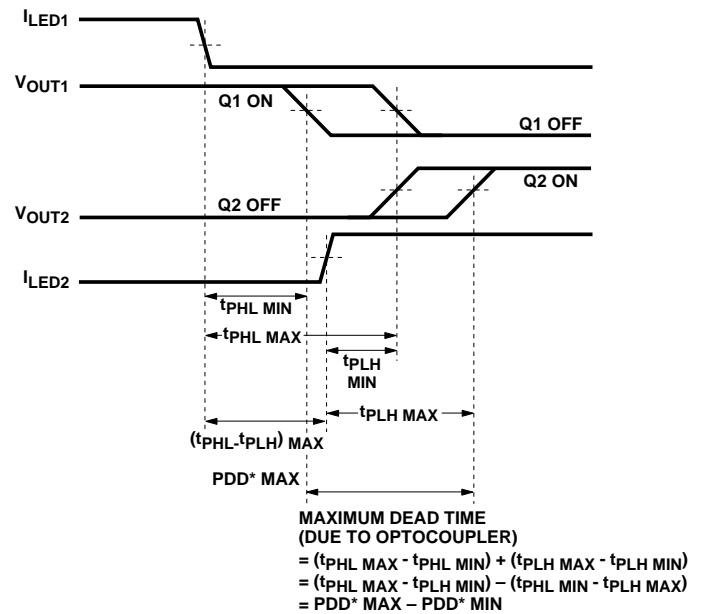 ILED1
VOUT1
Q1 ON
Q1 OFF
Q2 ON
Q2 OFF
VOUT2
ILED2
tPHL MIN
tPHL MAX
tPLH
MIN
tPLH MAX
(tPHL-tPLH) MAX
PDD* MAX
MAXIMUM DEAD TIME
(DUE TO OPTOCOUPLER)
= (tPHL MAX - tPHL MIN) + (tPLH MAX - tPLH MIN)
= (tPHL MAX - tPLH MIN) – (tPHL MIN - tPLH MAX)
= PDD* MAX – PDD* MIN